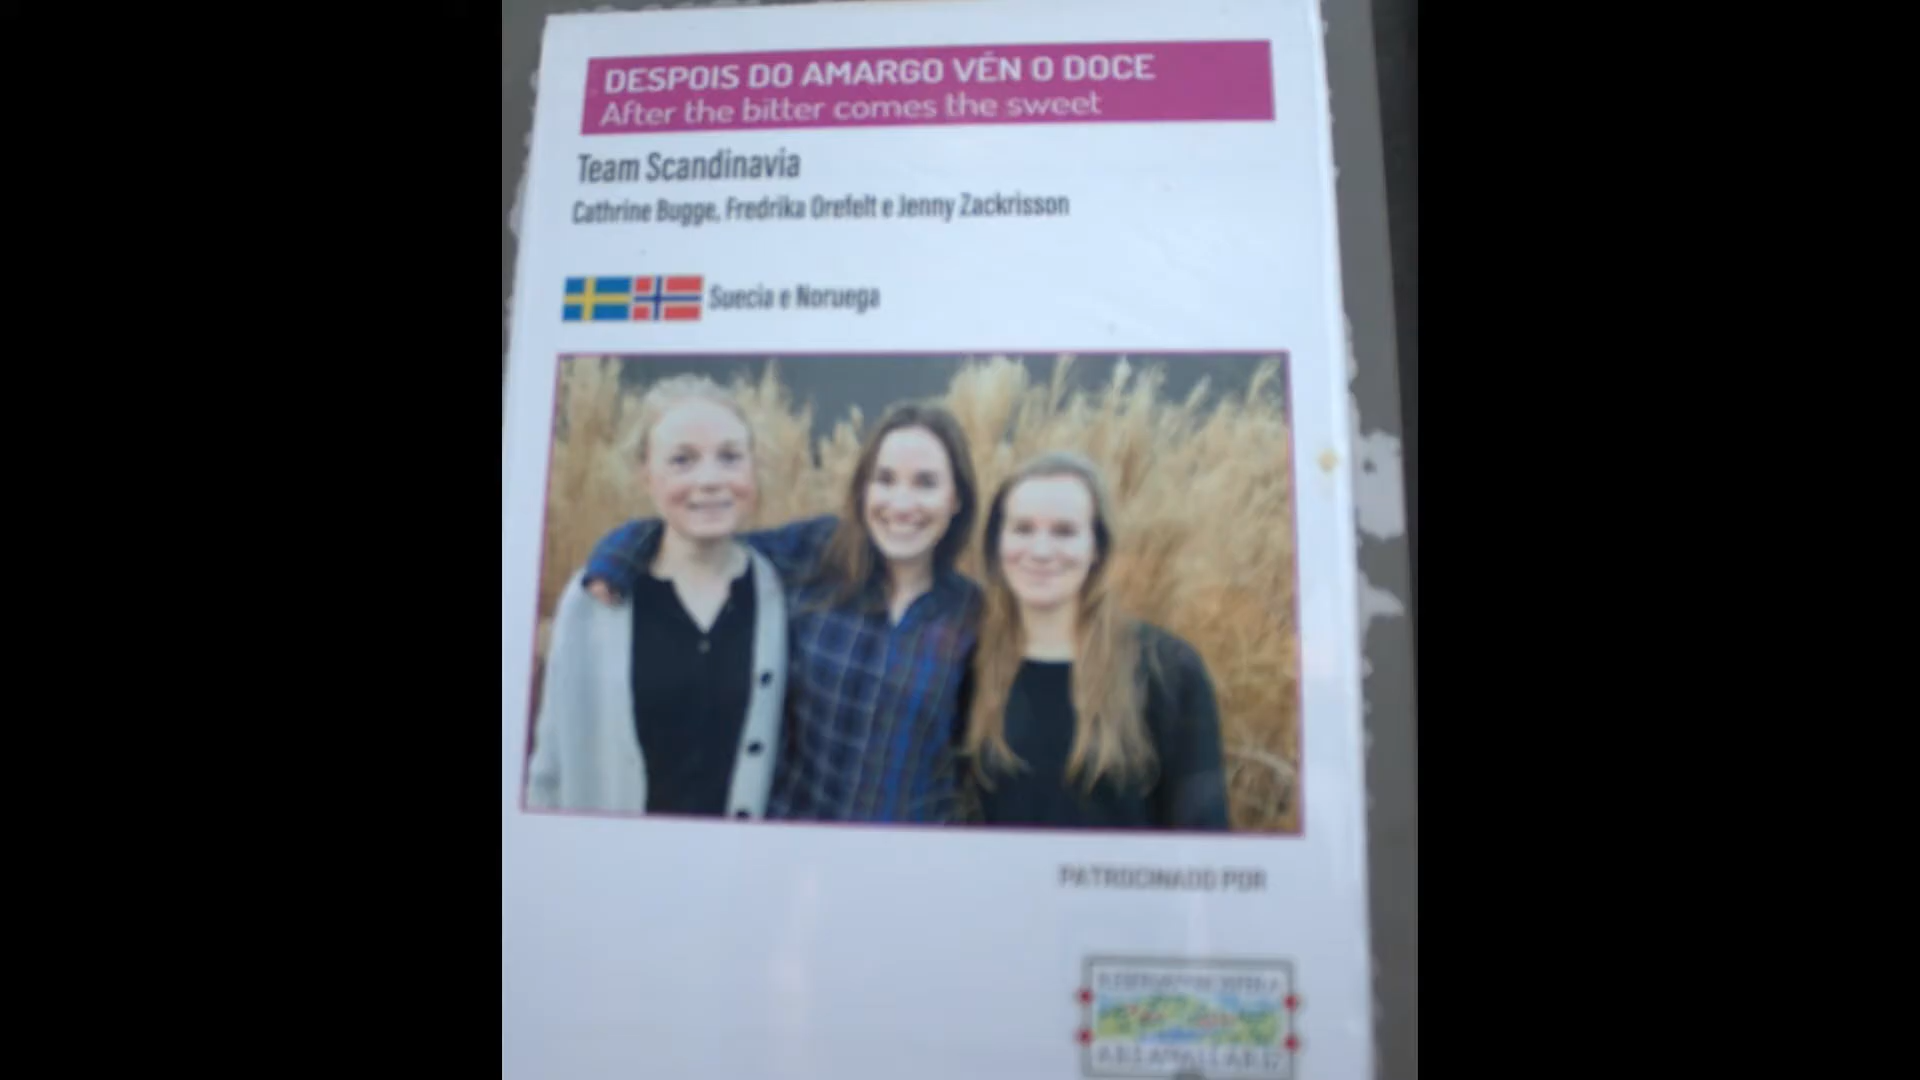 DESPOIS DO AMARGO VÉN O DOCE
After the bitter comes the sweet
Team Scandinavia
Cathrine Bugge, Fredrika Orefelt e Jenny Zackrisson
Suecia e Noruega
PATROCINADO POR